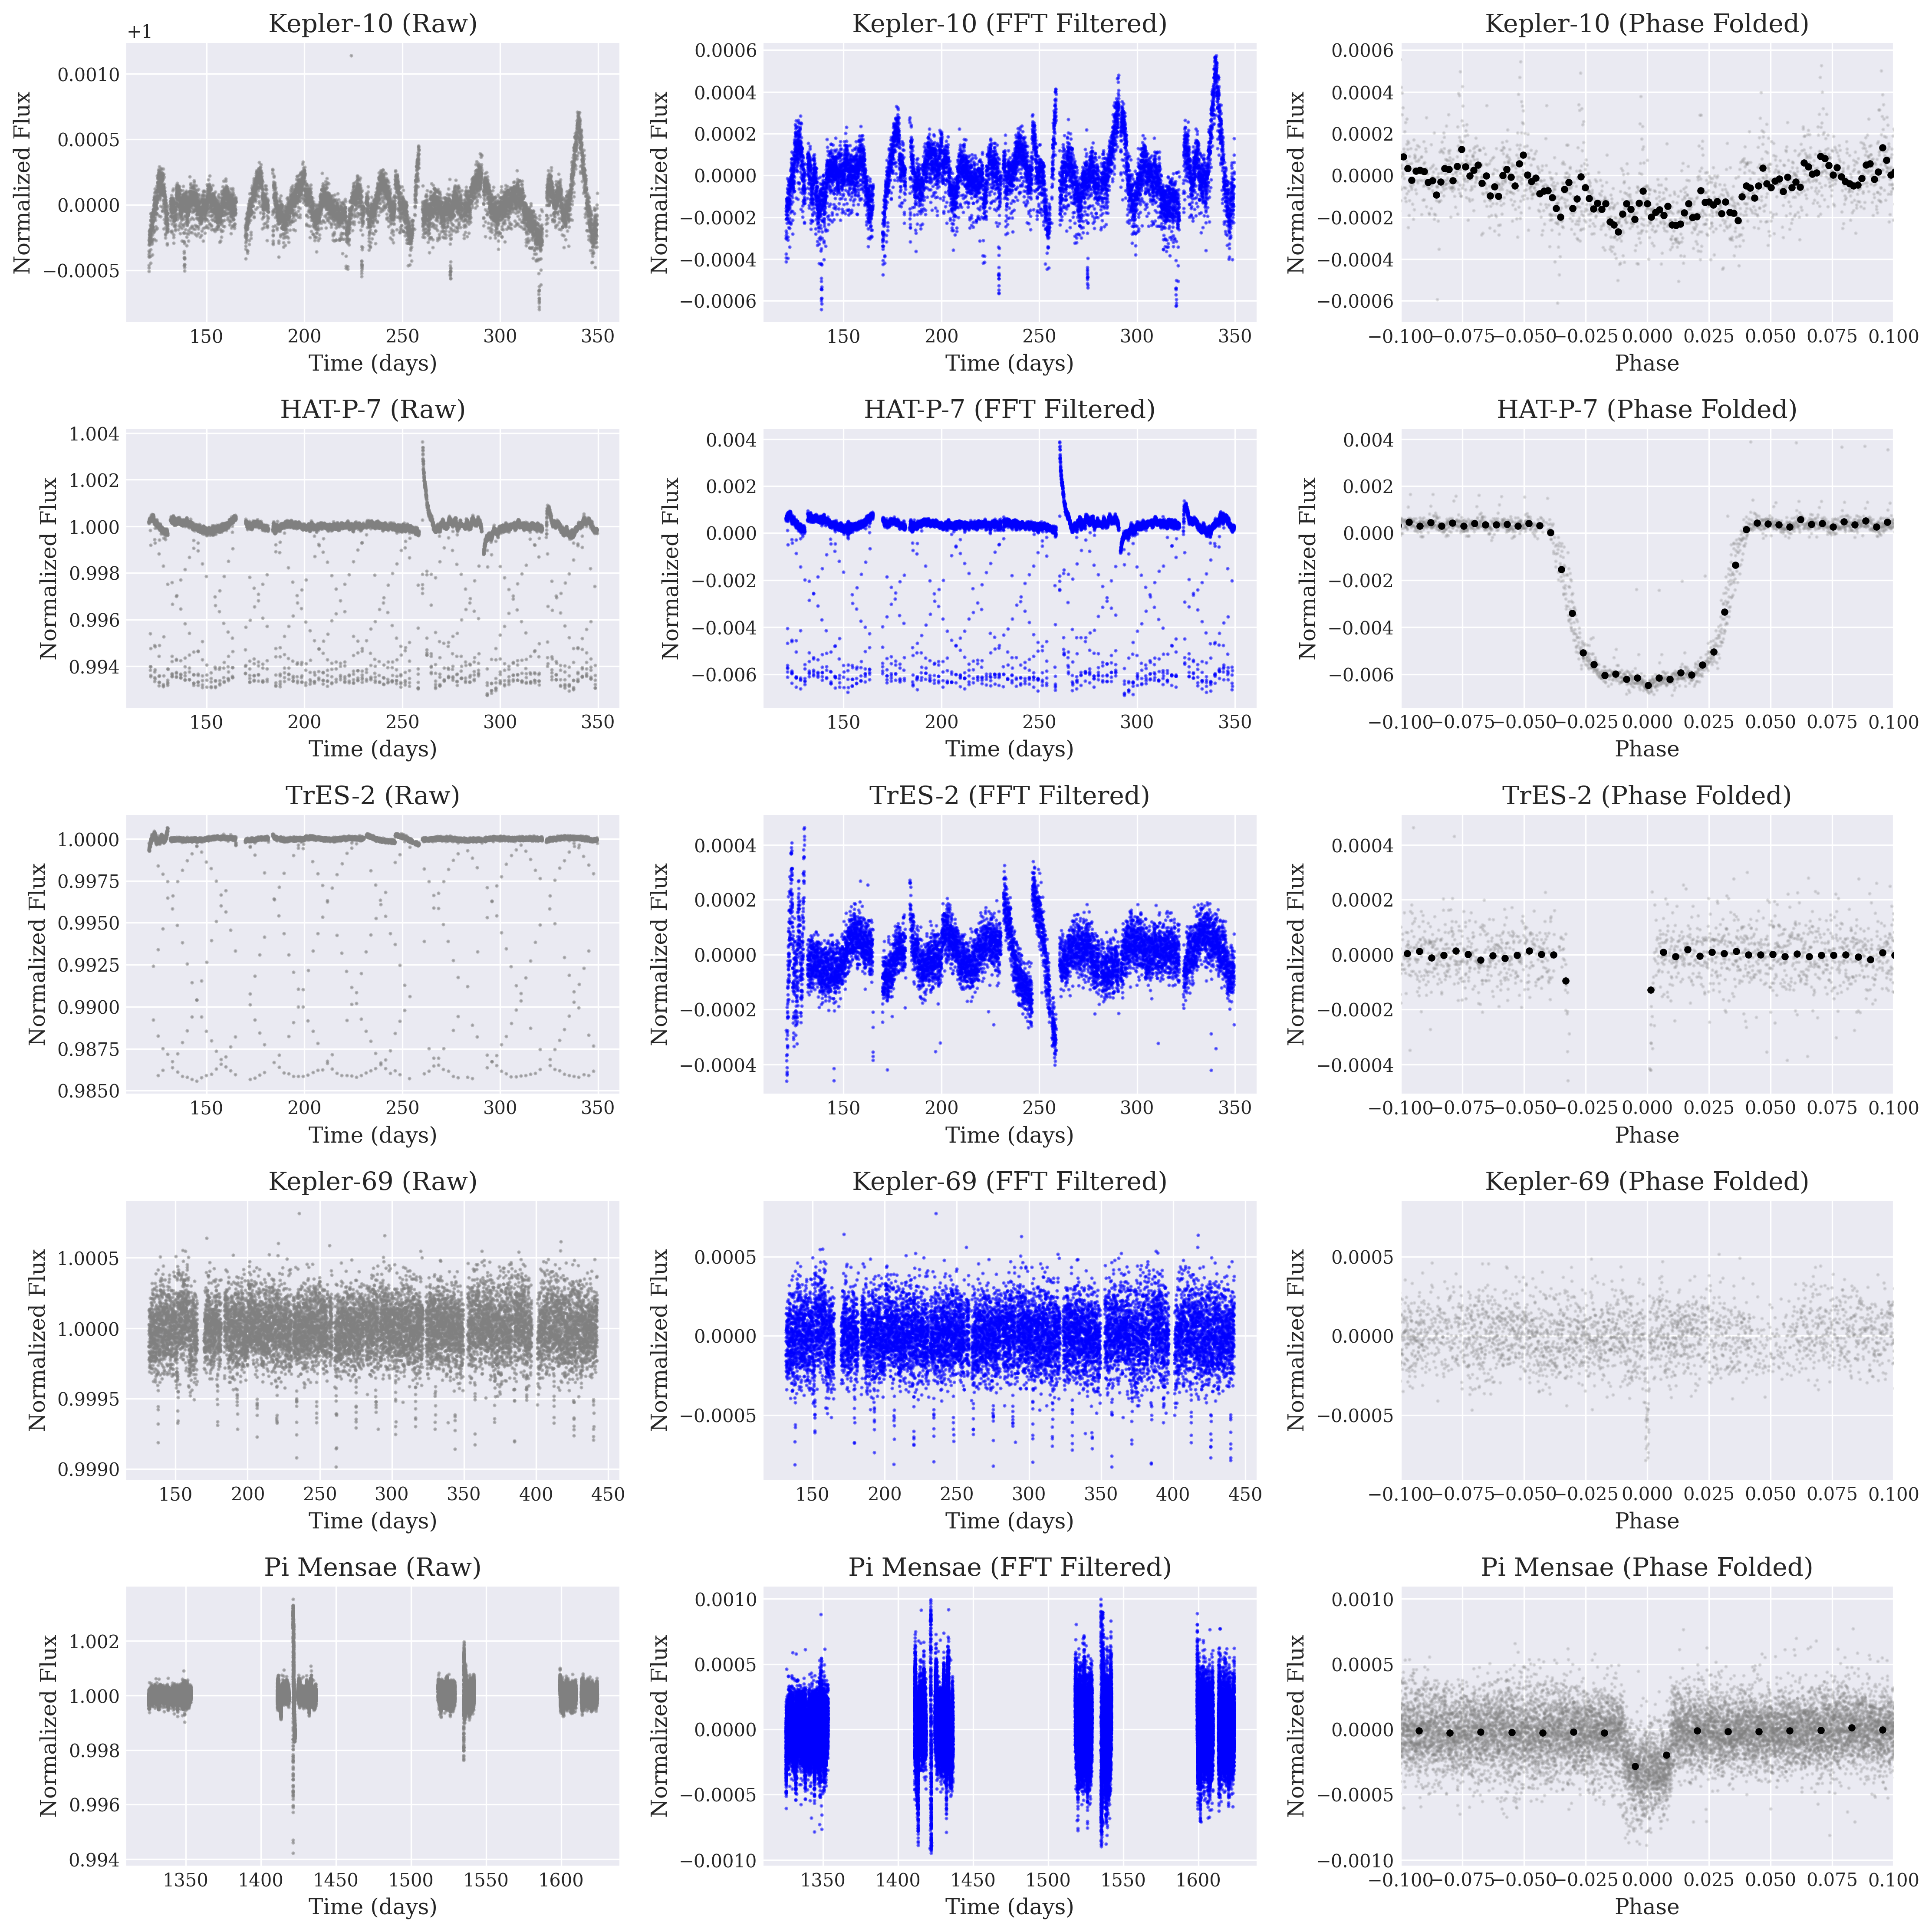 Kepler-10 (Raw)
+1
Normalized Flux
0.0010
0.0005
0.0000
−0.0005
150 200 250 300 350
Time (days)
Kepler-10 (FFT Filtered)
Normalized Flux
0.0006
0.0004
0.0002
0.0000
−0.0002
−0.0004
−0.0006
150 200 250 300 350
Time (days)
Kepler-10 (Phase Folded)
Normalized Flux
0.0006
0.0004
0.0002
0.0000
−0.0002
−0.0004
−0.0006
−0.100 −0.075 −0.050 −0.025 0.000 0.025 0.050 0.075 0.100
Phase
HAT-P-7 (Raw)
Normalized Flux
1.004
1.002
1.000
0.998
0.996
0.994
150 200 250 300 350
Time (days)
HAT-P-7 (FFT Filtered)
Normalized Flux
0.004
0.002
0.000
−0.002
−0.004
−0.006
150 200 250 300 350
Time (days)
HAT-P-7 (Phase Folded)
Normalized Flux
0.004
0.002
0.000
−0.002
−0.004
−0.006
−0.100 −0.075 −0.050 −0.025 0.000 0.025 0.050 0.075 0.100
Phase
TrES-2 (Raw)
Normalized Flux
1.0000
0.9975
0.9950
0.9925
0.9900
0.9875
0.9850
150 200 250 300 350
Time (days)
TrES-2 (FFT Filtered)
Normalized Flux
0.0004
0.0002
0.0000
−0.0002
−0.0004
150 200 250 300 350
Time (days)
TrES-2 (Phase Folded)
Normalized Flux
0.0004
0.0002
0.0000
−0.0002
−0.0004
−0.100 −0.075 −0.050 −0.025 0.000 0.025 0.050 0.075 0.100
Phase
Kepler-69 (Raw)
Normalized Flux
1.0005
1.0000
0.9995
0.9990
150 200 250 300 350 400 450
Time (days)
Kepler-69 (FFT Filtered)
Normalized Flux
0.0005
0.0000
−0.0005
150 200 250 300 350 400 450
Time (days)
Kepler-69 (Phase Folded)
Normalized Flux
0.0005
0.0000
−0.0005
−0.100 −0.075 −0.050 −0.025 0.000 0.025 0.050 0.075 0.100
Phase
Pi Mensae (Raw)
Normalized Flux
1.002
1.000
0.998
0.996
0.994
1350 1400 1450 1500 1550 1600
Time (days)
Pi Mensae (FFT Filtered)
Normalized Flux
0.0010
0.0005
0.0000
−0.0005
−0.0010
1350 1400 1450 1500 1550 1600
Time (days)
Pi Mensae (Phase Folded)
Normalized Flux
0.0010
0.0005
0.0000
−0.0005
−0.0010
−0.100 −0.075 −0.050 −0.025 0.000 0.025 0.050 0.075 0.100
Phase